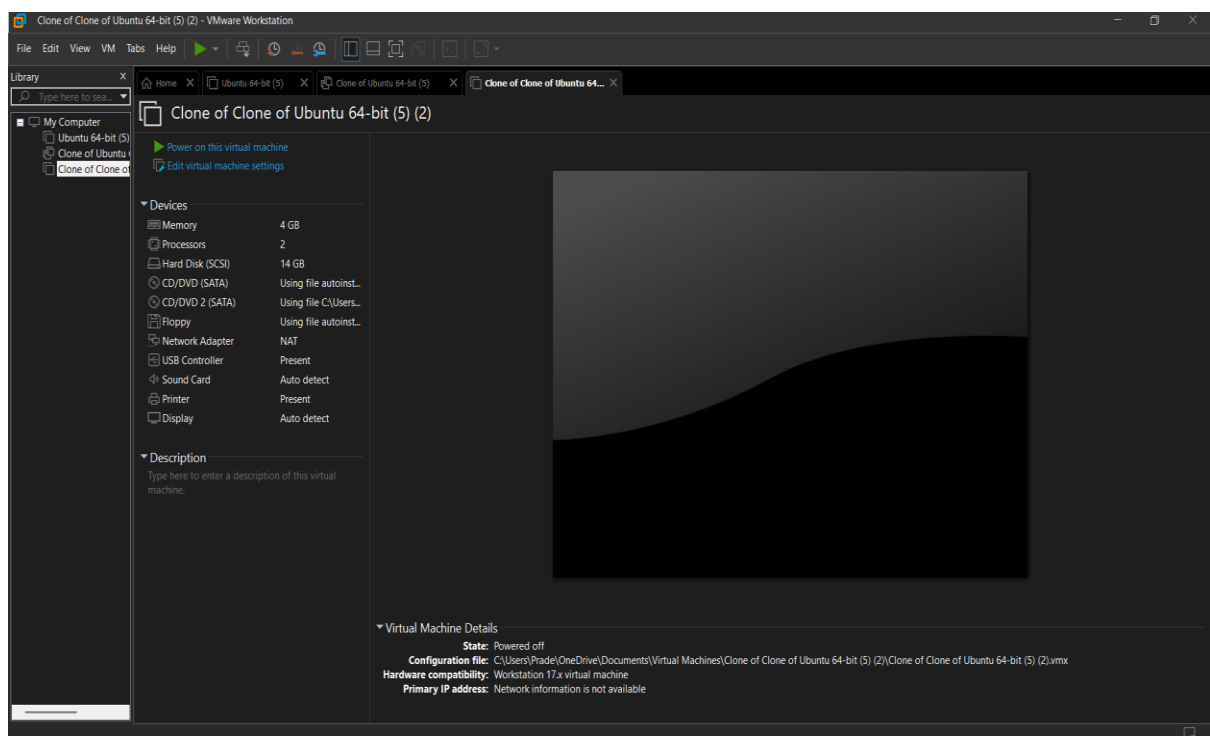 Clone of Clone of Ubuntu 64-bit (5) (2) - VMware Workstation
File Edit View VM Tabs Help
Library X
Type here to sea...
My Computer
Ubuntu 64-bit (5)
Clone of Ubuntu
Clone of Clone of
Home X Ubuntu 64-bit (5) X Clone of Ubuntu 64-bit (5) X Clone of Clone of Ubuntu 64... X
Clone of Clone of Ubuntu 64-bit (5) (2)
Power on this virtual machine
Edit virtual machine settings
Devices
Memory 4 GB
Processors 2
Hard Disk (SCSI) 14 GB
CD/DVD (SATA) Using file autoinst...
CD/DVD 2 (SATA) Using file C:\Users...
Floppy Using file autoinst...
Network Adapter NAT
USB Controller Present
Sound Card Auto detect
Printer Present
Display Auto detect
Description
Type here to enter a description of this virtual
machine.
Virtual Machine Details
State: Powered off
Configuration file: C:\Users\Prade\OneDrive\Documents\Virtual Machines\Clone of Clone of Ubuntu 64-bit (5) (2)\Clone of Clone of Ubuntu 64-bit (5) (2).vmx
Hardware compatibility: Workstation 17.x virtual machine
Primary IP address: Network information is not available